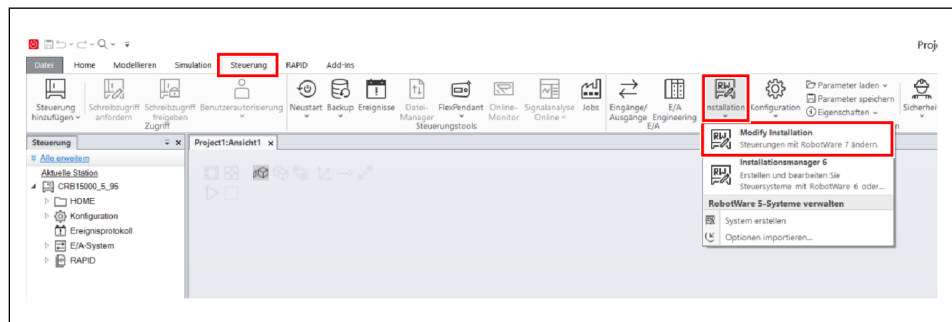 Proje
Datei Home Modellieren Simulation Steuerung RAPID Add-Ins
Steuerung hinzufügen Schreibzugriff anfordern Schreibzugriff freigeben Benutzerautorisierung Neustart Backup Ereignisse Datei-Manager FlexPendant Online-Monitor Signalanalyse Online Jobs Eingänge/Ausgänge E/A Engineering Installation Konfiguration Parameter laden
Parameter speichern
Eigenschaften
Sicherheit
Zugriff Steuerungstools E/A
Steuerung Project1:Ansicht1
Alle erweitern
Aktuelle Station
CRB15000_5_95
HOME
Konfiguration
Ereignisprotokoll
E/A-System
RAPID
Modify Installation
Steuerungen mit RobotWare 7 ändern.
Installationsmanager 6
Erstellen und bearbeiten Sie
Steuersysteme mit RobotWare 6 oder...
RobotWare 5-Systeme verwalten
System erstellen
Optionen importieren...